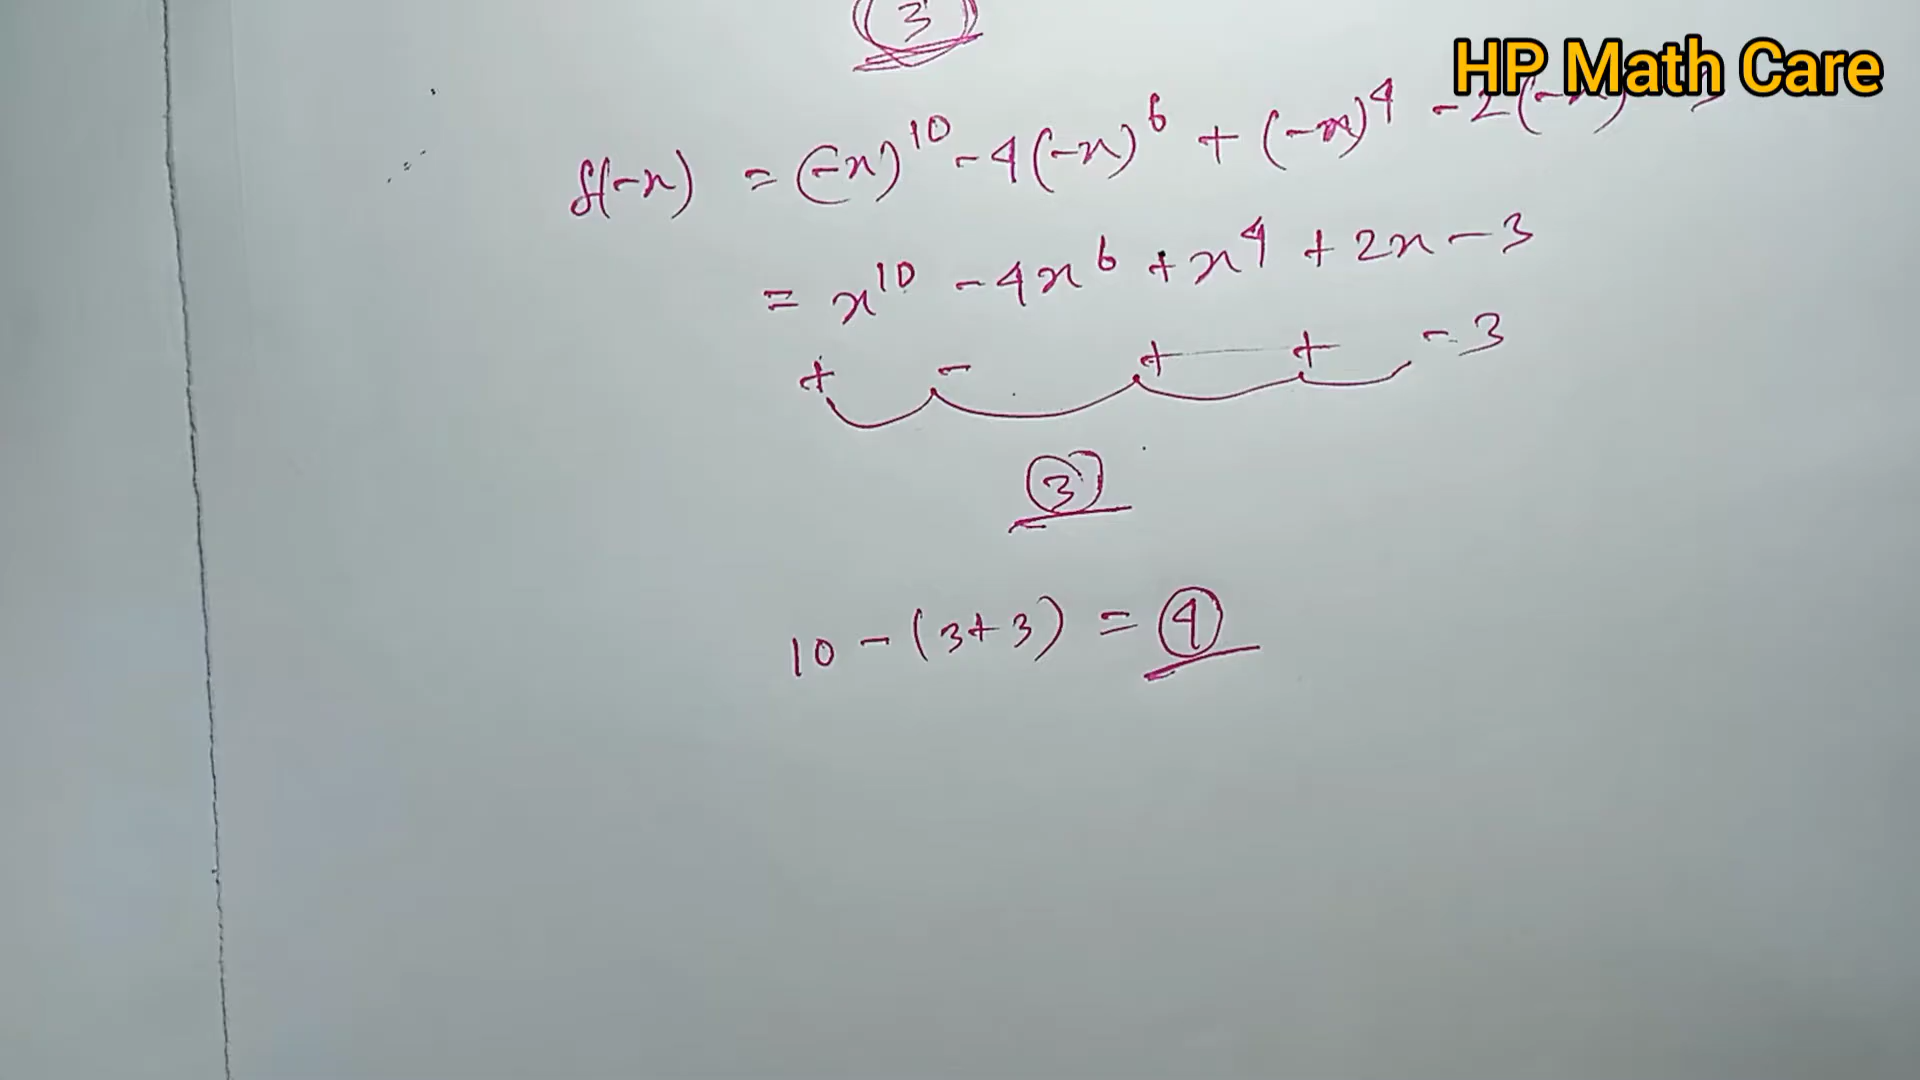 3
HP Math Care
f(-x) = (-x)^10 - 4(-x)^6 + (-x)^4 - 2(-x) - 3
= x^10 - 4x^6 + x^4 + 2x - 3
+ - + + - 3
3
10 - (3+3) = 4